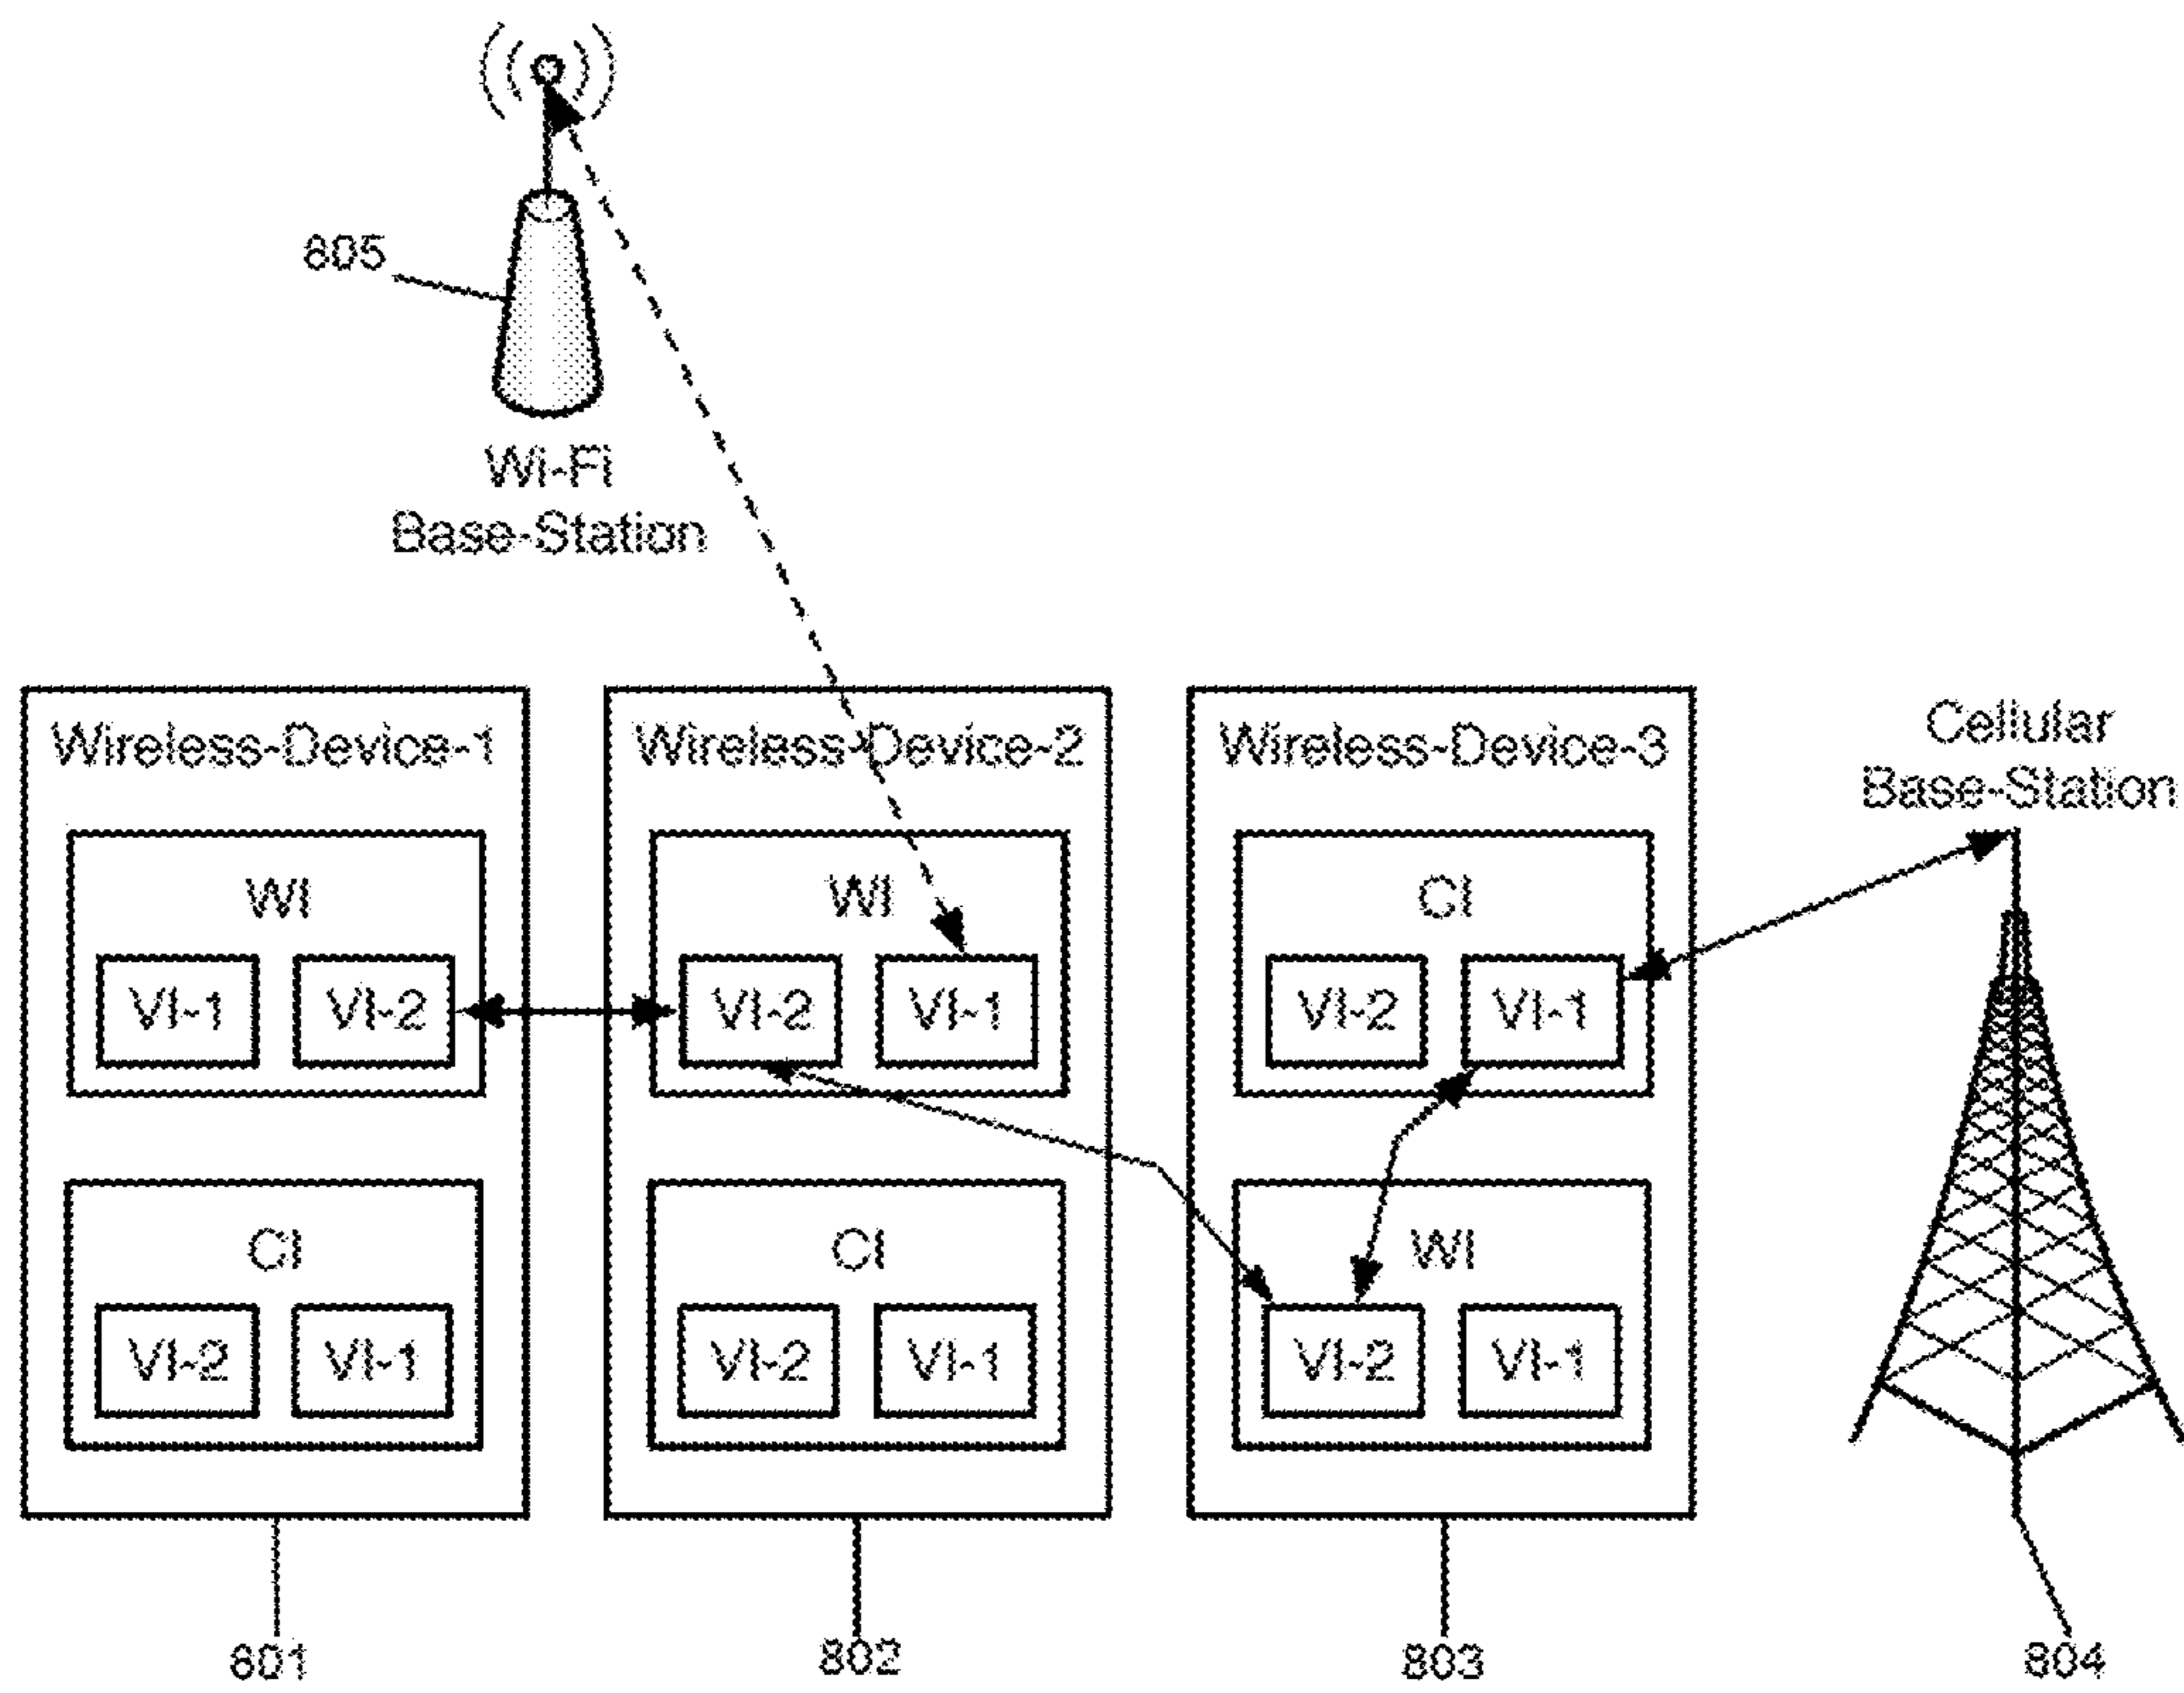 805
Wi-Fi
Base-Station
Wireless-Device-1
WI
VI-1 VI-2
CI
VI-2 VI-1
Wireless-Device-2
WI
VI-2 VI-1
CI
VI-2 VI-1
Wireless-Device-3
CI
VI-2 VI-1
WI
VI-2 VI-1
Cellular
Base-Station
801
802
803
804